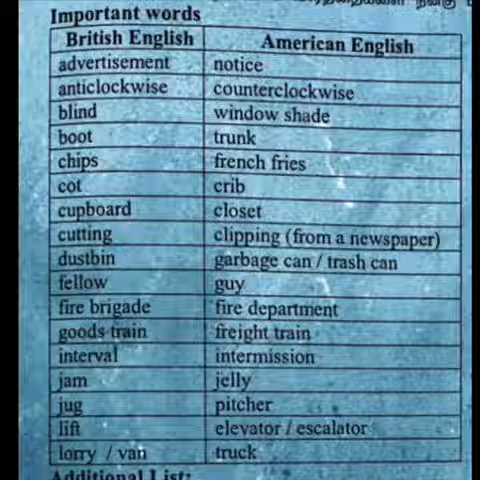 Important words
British English American English
advertisement notice
anticlockwise counterclockwise
blind window shade
boot trunk
chips french fries
cot crib
cupboard closet
cutting clipping (from a newspaper)
dustbin garbage can / trash can
fellow guy
fire brigade fire department
goods train freight train
interval intermission
jam jelly
jug pitcher
lift elevator / escalator
lorry / van truck
Additional List: